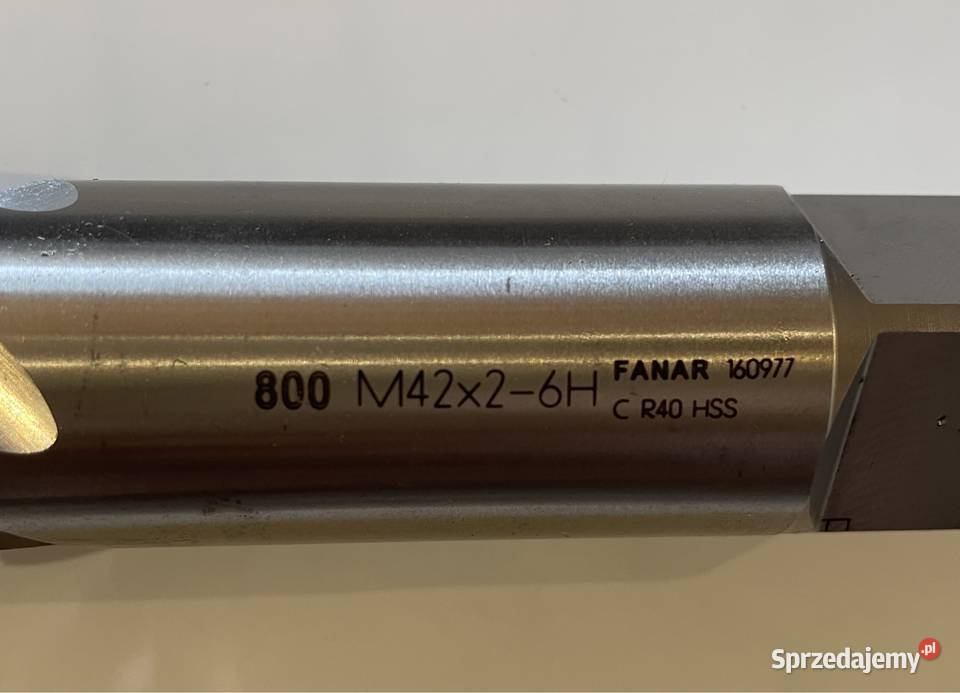 800 M42x2-6H FANAR 160977
C R40 HSS
Sprzedajemy.pl